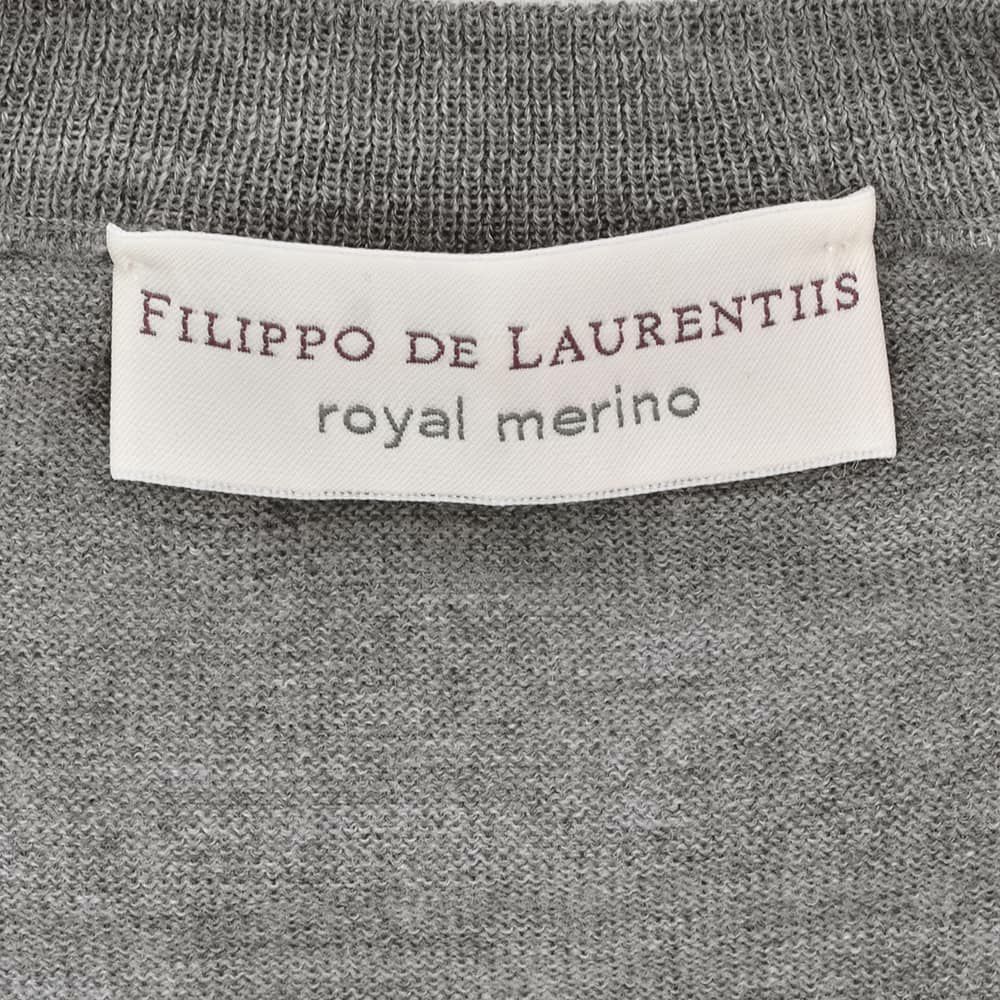 FILIPPO DE LAURENTIIS
royal merino